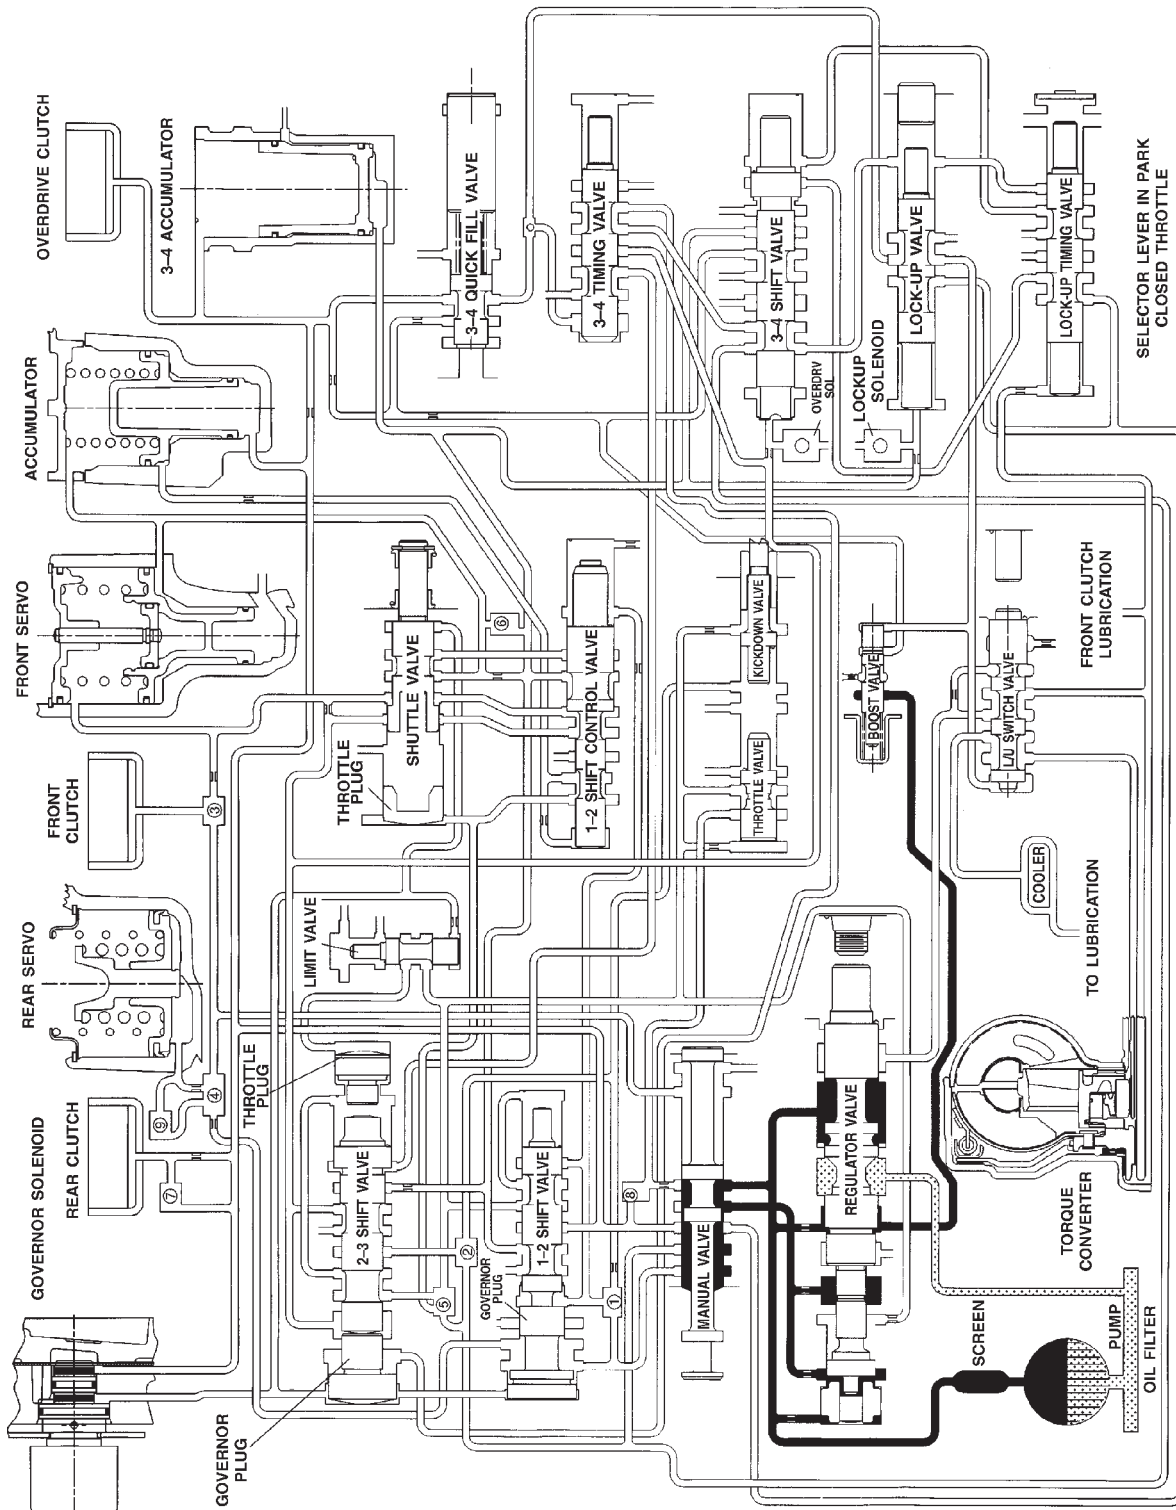 OVERDRIVE CLUTCH
3–4 ACCUMULATOR
3–4 QUICK FILL VALVE
3–4 TIMING VALVE
3–4 SHIFT VALVE
OVERDRV
SOL
LOCKUP
SOLENOID
LOCK-UP VALVE
LOCK-UP TIMING VALVE
SELECTOR LEVER IN PARK
CLOSED THROTTLE
ACCUMULATOR
FRONT SERVO
SHUTTLE VALVE
THROTTLE
PLUG
6
1–2 SHIFT CONTROL VALVE
KICKDOWN VALVE
THROTTLE VALVE
BOOST VALVE
L/U SWITCH VALVE
FRONT CLUTCH
LUBRICATION
FRONT
CLUTCH
3
REAR SERVO
LIMIT VALVE
COOLER
TO LUBRICATION
GOVERNOR SOLENOID
REAR CLUTCH
9
4
7
THROTTLE
PLUG
2–3 SHIFT VALVE
5
2
1–2 SHIFT VALVE
GOVERNOR
PLUG
1
8
MANUAL VALVE
REGULATOR VALVE
TORQUE
CONVERTER
GOVERNOR
PLUG
SCREEN
PUMP
OIL FILTER